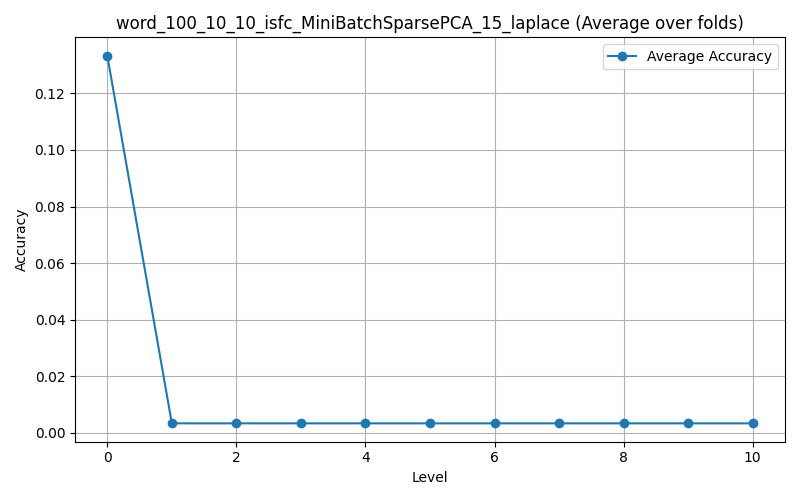 word_100_10_10_isfc_MiniBatchSparsePCA_15_laplace (Average over folds)
Average Accuracy
Accuracy
0.12
0.10
0.08
0.06
0.04
0.02
0.00
0 2 4 6 8 10
Level